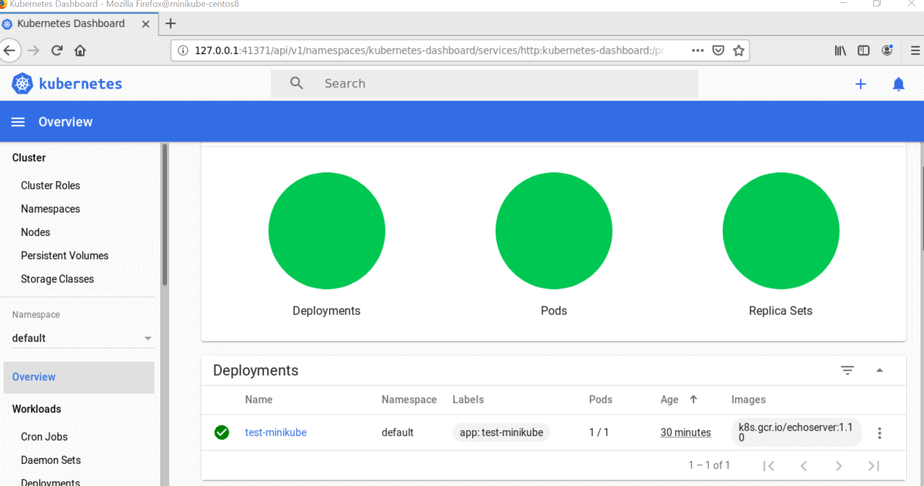 Kubernetes Dashboard - Mozilla Firefox@minikube-centos8
Kubernetes Dashboard
127.0.0.1:41371/api/v1/namespaces/kubernetes-dashboard/services/http:kubernetes-dashboard:/pr
kubernetes
Search
Overview
Cluster
Cluster Roles
Namespaces
Nodes
Persistent Volumes
Storage Classes
Namespace
default
Overview
Workloads
Cron Jobs
Daemon Sets
Deployments
Deployments Pods Replica Sets
Deployments
Name Namespace Labels Pods Age Images
test-minikube default app: test-minikube 1 / 1 30 minutes k8s.gcr.io/echoserver:1.1
0
1 – 1 of 1